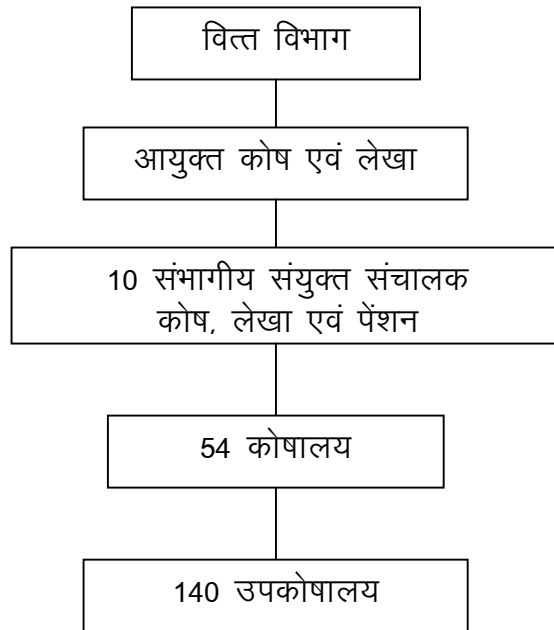 वित्त विभाग
आयुक्त कोष एवं लेखा
10 संभागीय संयुक्त संचालक
कोष, लेखा एवं पेंशन
54 कोषालय
140 उपकोषालय